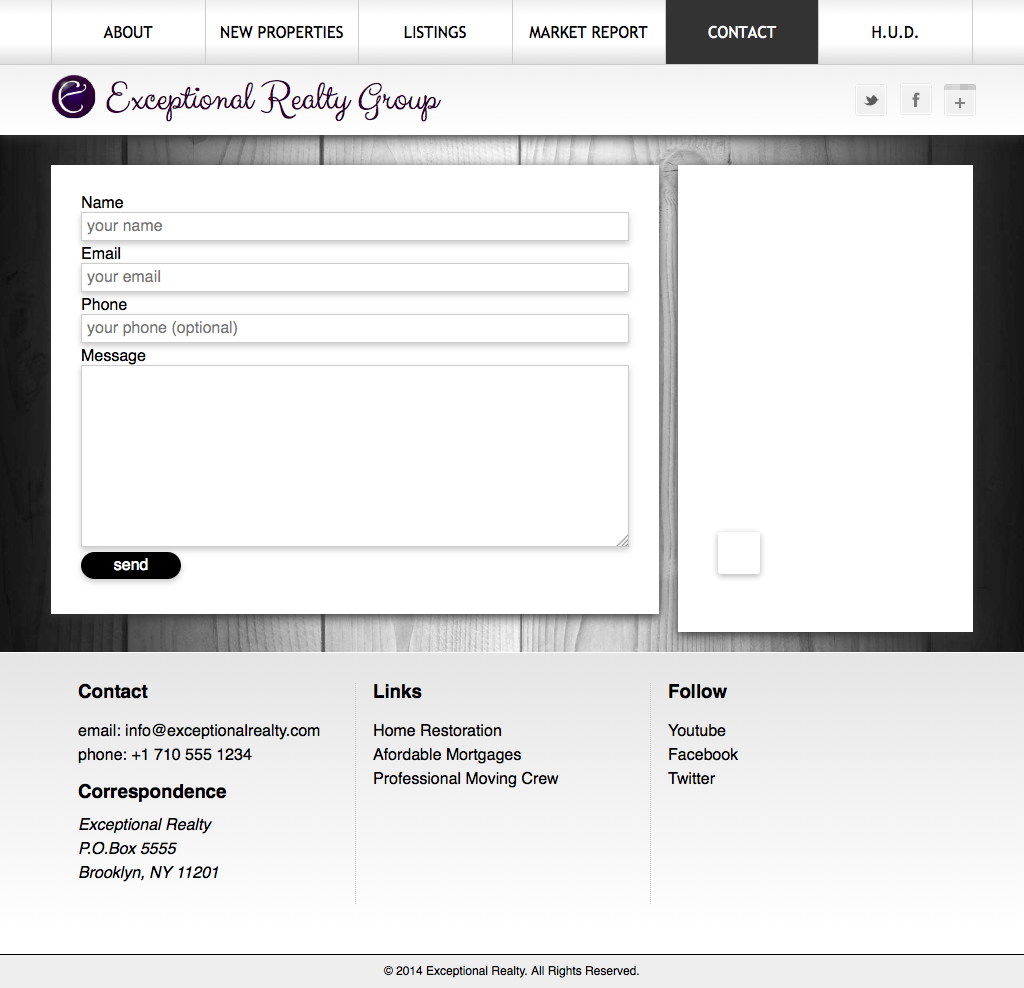 ABOUT
NEW PROPERTIES
LISTINGS
MARKET REPORT
CONTACT
H.U.D.
Exceptional Realty Group
Name
your name
Email
your email
Phone
your phone (optional)
Message
send
Contact
email: info@exceptionalrealty.com
phone: +1 710 555 1234
Correspondence
Exceptional Realty
P.O.Box 5555
Brooklyn, NY 11201
Links
Home Restoration
Afordable Mortgages
Professional Moving Crew
Follow
Youtube
Facebook
Twitter
© 2014 Exceptional Realty. All Rights Reserved.